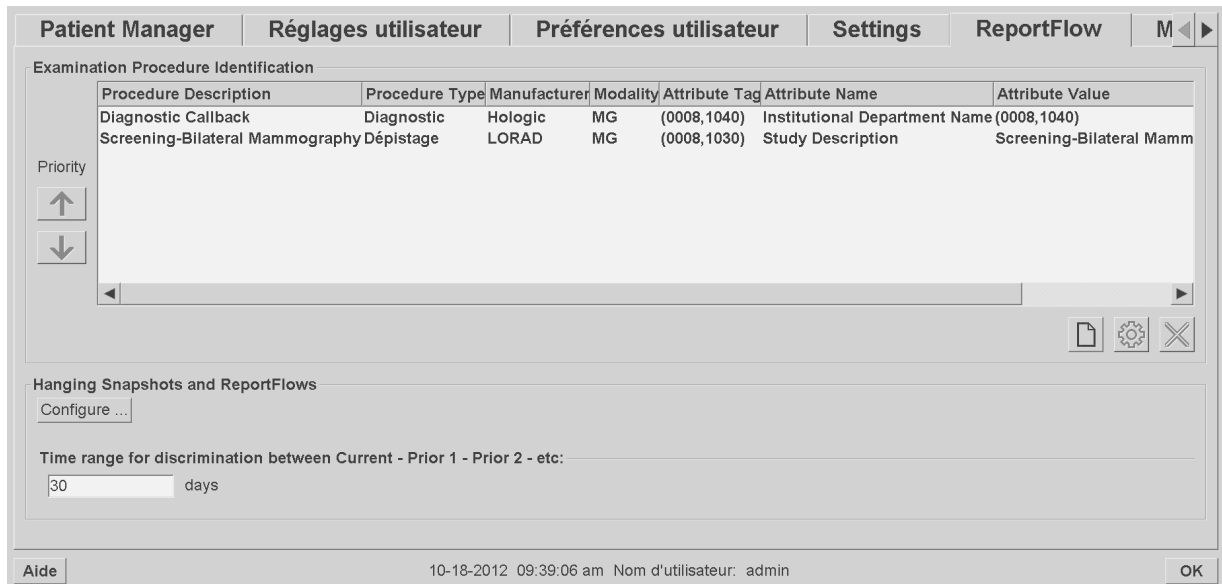 Patient Manager Réglages utilisateur Préférences utilisateur Settings ReportFlow M
Examination Procedure Identification
Procedure Description Procedure Type Manufacturer Modality Attribute Tag Attribute Name Attribute Value
Diagnostic Callback Diagnostic Hologic MG (0008,1040) Institutional Department Name (0008,1040)
Screening-Bilateral Mammography Dépistage LORAD MG (0008,1030) Study Description Screening-Bilateral Mamm
Priority
Hanging Snapshots and ReportFlows
Configure ...
Time range for discrimination between Current - Prior 1 - Prior 2 - etc:
30 days
Aide 10-18-2012 09:39:06 am Nom d'utilisateur: admin OK